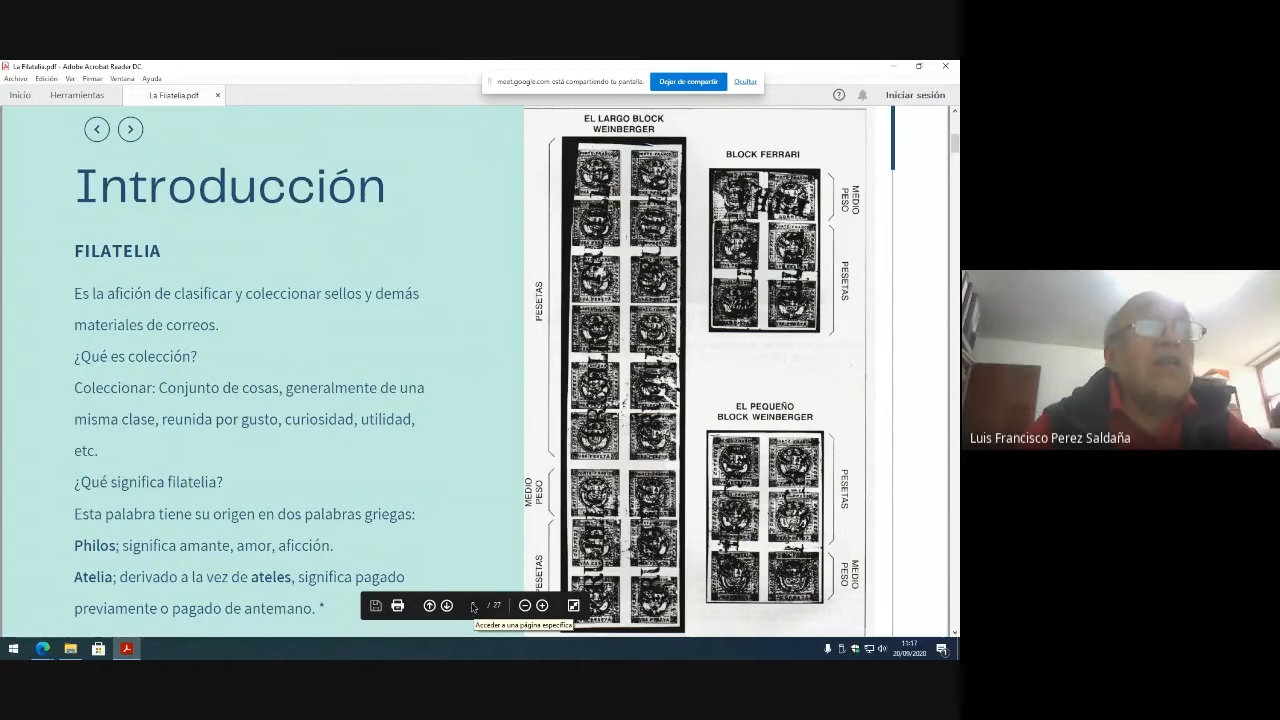 La Filatelia.pdf - Adobe Acrobat Reader DC
Archivo Edición Ver Firmar Ventana Ayuda
meet.google.com está compartiendo tu pantalla.
Dejar de compartir
Ocultar
Inicio
Herramientas
La Filatelia.pdf
Iniciar sesión
Introducción
FILATELIA
Es la afición de clasificar y coleccionar sellos y demás
materiales de correos.
¿Qué es colección?
Coleccionar: Conjunto de cosas, generalmente de una
misma clase, reunida por gusto, curiosidad, utilidad,
etc.
¿Qué significa filatelia?
Esta palabra tiene su origen en dos palabras griegas:
Philos; significa amante, amor, aficción.
Atelia; derivado a la vez de ateles, significa pagado
previamente o pagado de antemano. *
EL LARGO BLOCK
WEINBERGER
PESETAS
MEDIO
PESO
PESETAS
BLOCK FERRARI
MEDIO
PESO
PESETAS
EL PEQUEÑO
BLOCK WEINBERGER
PESETAS
MEDIO
PESO
/ 27
Acceder a una página específica
11:17
20/09/2020
Luis Francisco Perez Saldaña